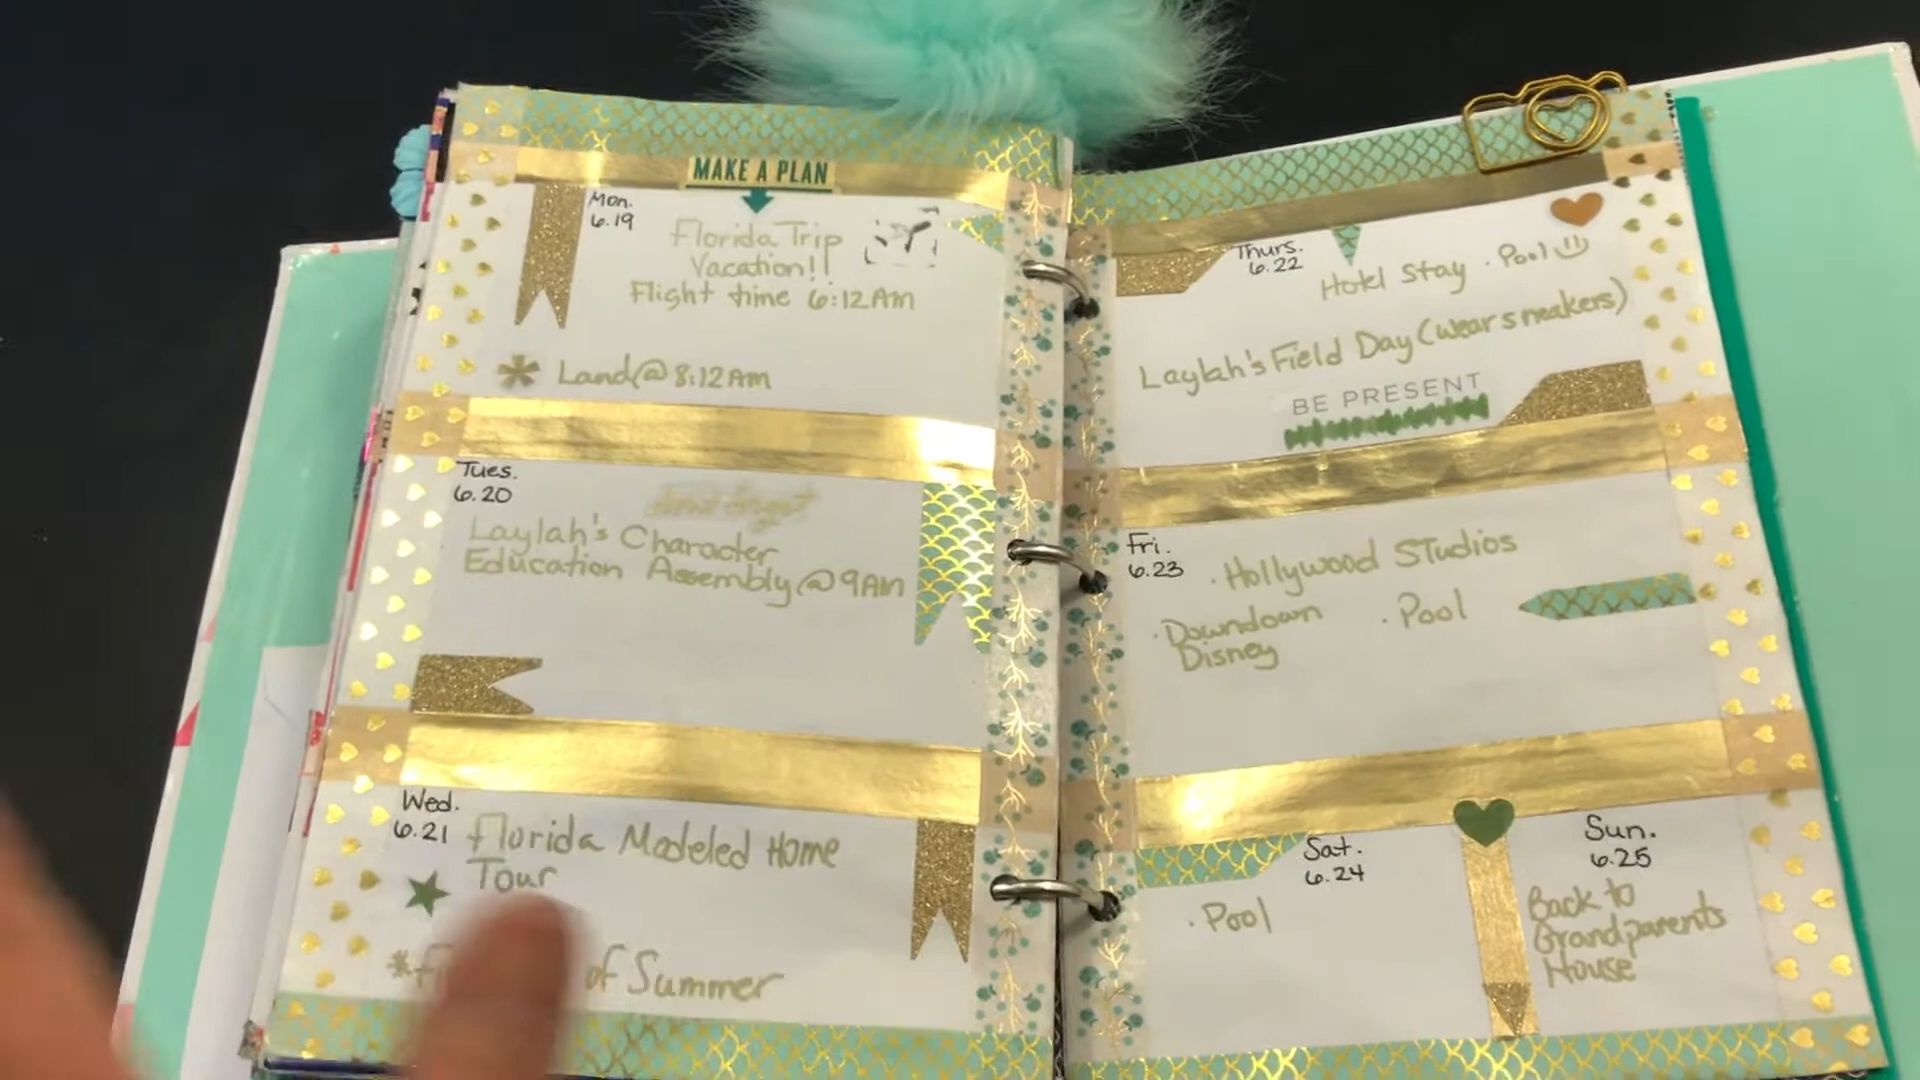 MAKE A PLAN
Mon.
6.19
Florida Trip
Vacation!!
Flight time 6:12AM
* Land@8:12AM
Tues.
6.20
dont forget
Laylah's Character
Education Assembly@9AM
Wed.
6.21
Florida Modeled Home
Tour
of Summer
Thurs.
6.22
Hotel Stay . Pool
Laylah's Field Day (wear sneakers)
BE PRESENT
Fri.
6.23
. Hollywood Studios
. Downdown
Disney
. Pool
Sat.
6.24
. Pool
Sun.
6.25
Back to
Grandparents
House